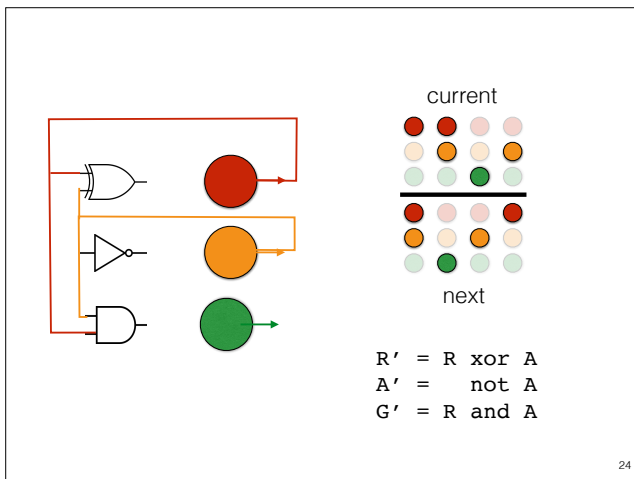 current
next
R’ = R xor A
A’ =   not A
G’ = R and A
24